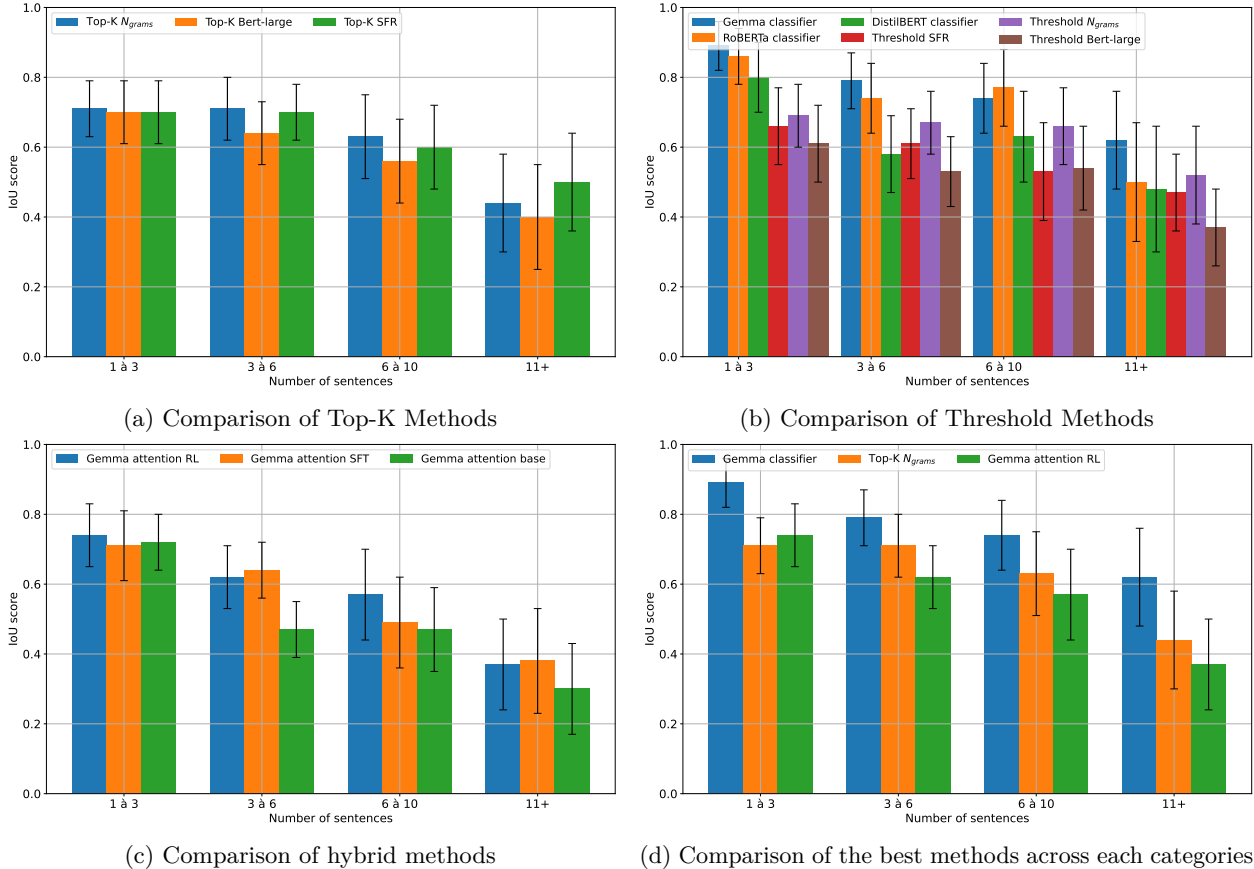 Top-K N_grams Top-K Bert-large Top-K SFR
1.0
0.8
0.6
0.4
0.2
0.0
IoU score
1 à 3 3 à 6 6 à 10 11+
Number of sentences
(a) Comparison of Top-K Methods
Gemma classifier DistilBERT classifier Threshold N_grams
RoBERTa classifier Threshold SFR Threshold Bert-large
1.0
0.8
0.6
0.4
0.2
0.0
IoU score
1 à 3 3 à 6 6 à 10 11+
Number of sentences
(b) Comparison of Threshold Methods
Gemma attention RL Gemma attention SFT Gemma attention base
1.0
0.8
0.6
0.4
0.2
0.0
IoU score
1 à 3 3 à 6 6 à 10 11+
Number of sentences
(c) Comparison of hybrid methods
Gemma classifier Top-K N_grams Gemma attention RL
1.0
0.8
0.6
0.4
0.2
0.0
IoU score
1 à 3 3 à 6 6 à 10 11+
Number of sentences
(d) Comparison of the best methods across each categories